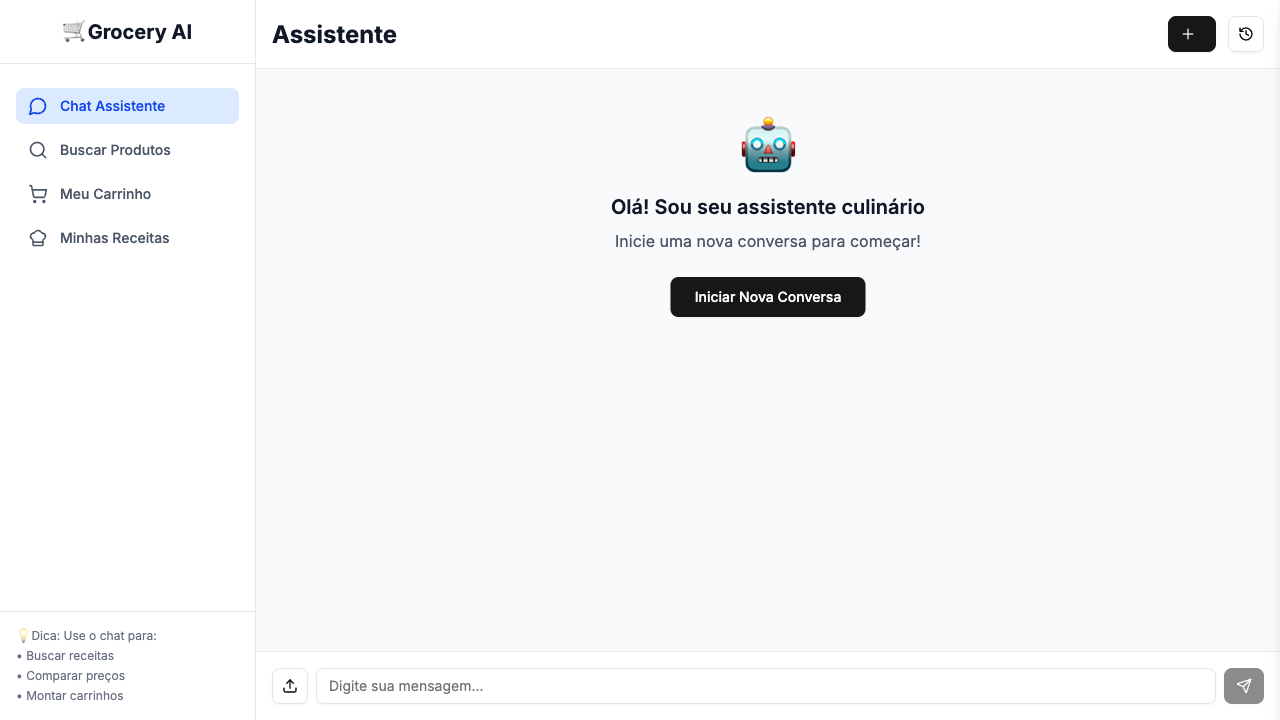 Grocery AI
Chat Assistente
Buscar Produtos
Meu Carrinho
Minhas Receitas
💡Dica: Use o chat para:
• Buscar receitas
• Comparar preços
• Montar carrinhos
Assistente
Olá! Sou seu assistente culinário
Inicie uma nova conversa para começar!
Iniciar Nova Conversa
Digite sua mensagem...